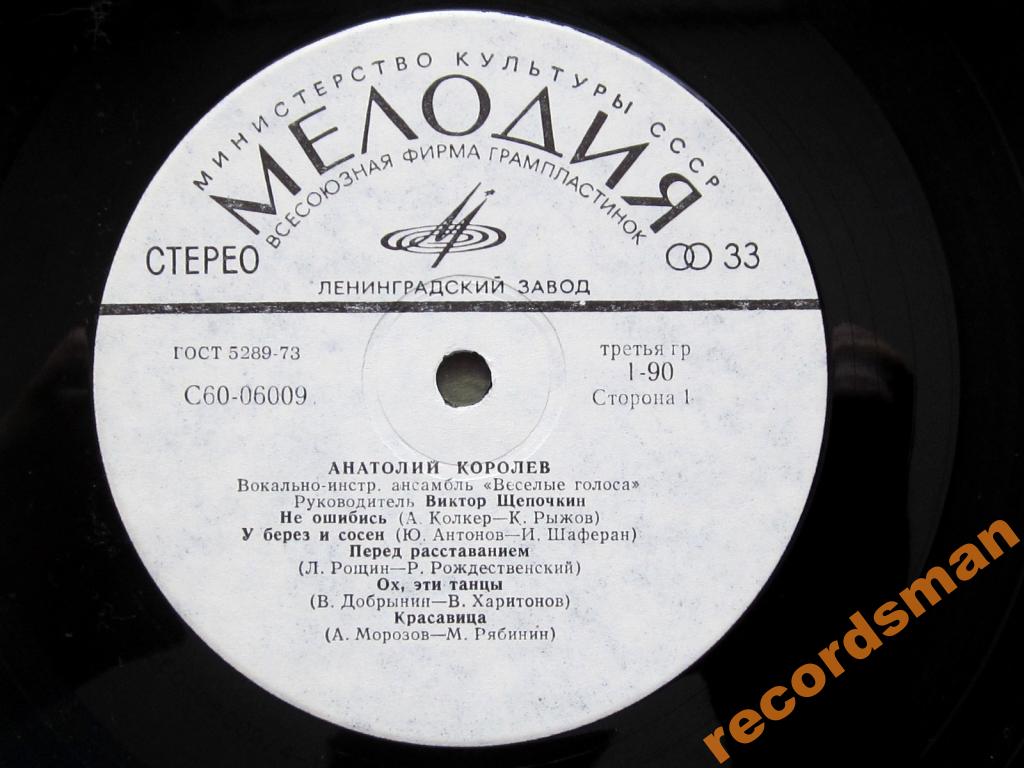 МИНИСТЕРСТВО КУЛЬТУРЫ СССР
МЕЛОДИЯ
ВСЕСОЮЗНАЯ ФИРМА ГРАМПЛАСТИНОК
СТЕРЕО
33
ЛЕНИНГРАДСКИЙ ЗАВОД
ГОСТ 5289-73
третья гр
1-90
С60-06009
Сторона 1
АНАТОЛИЙ КОРОЛЕВ
Вокально-инстр. ансамбль «Веселые голоса»
Руководитель Виктор Щепочкин
Не ошибись (А. Колкер—К. Рыжов)
У берез и сосен (Ю. Антонов—И. Шаферан)
Перед расставанием
(Л. Рощин—Р. Рождественский)
Ох, эти танцы
(В. Добрынин—В. Харитонов)
Красавица
(А. Морозов—М. Рябинин)
recordsman